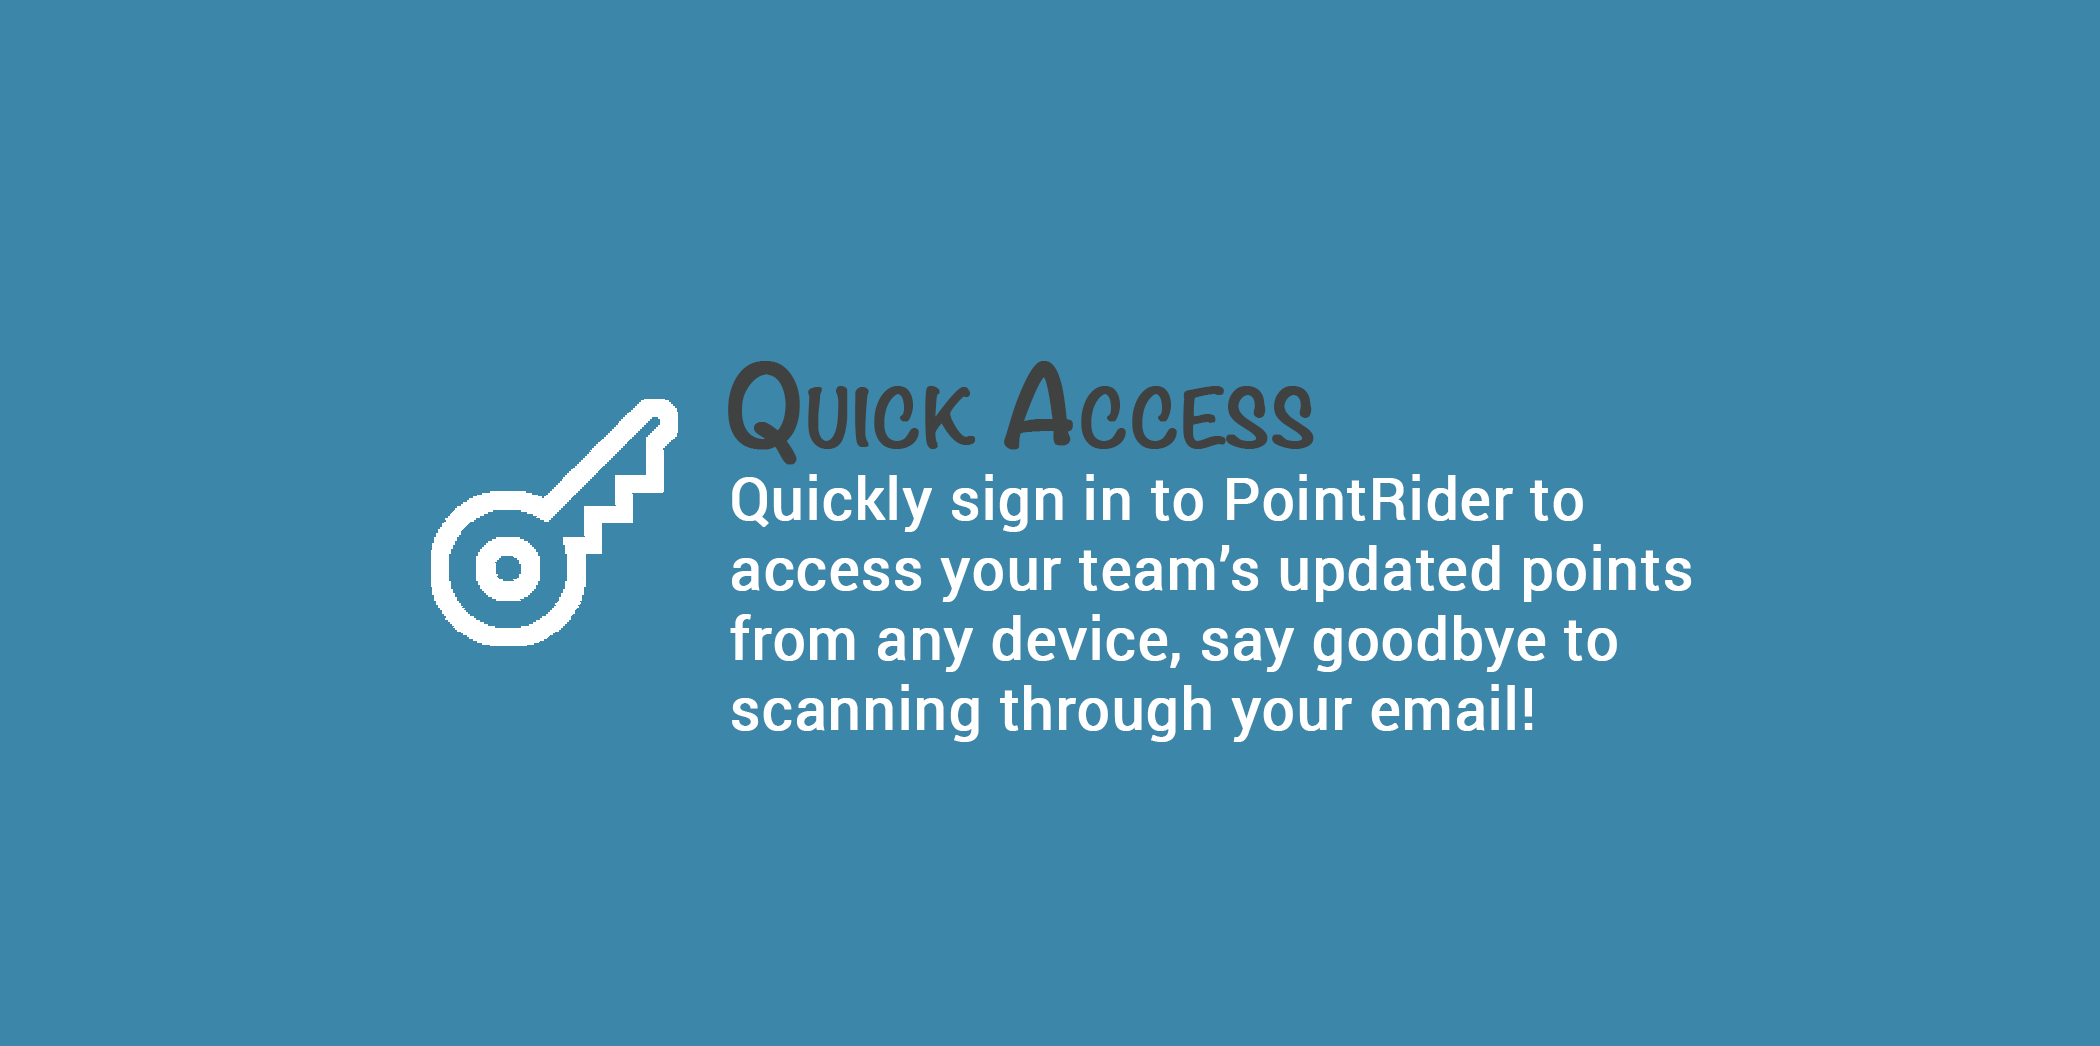 Quick Access
Quickly sign in to PointRider to
access your team’s updated points
from any device, say goodbye to
scanning through your email!